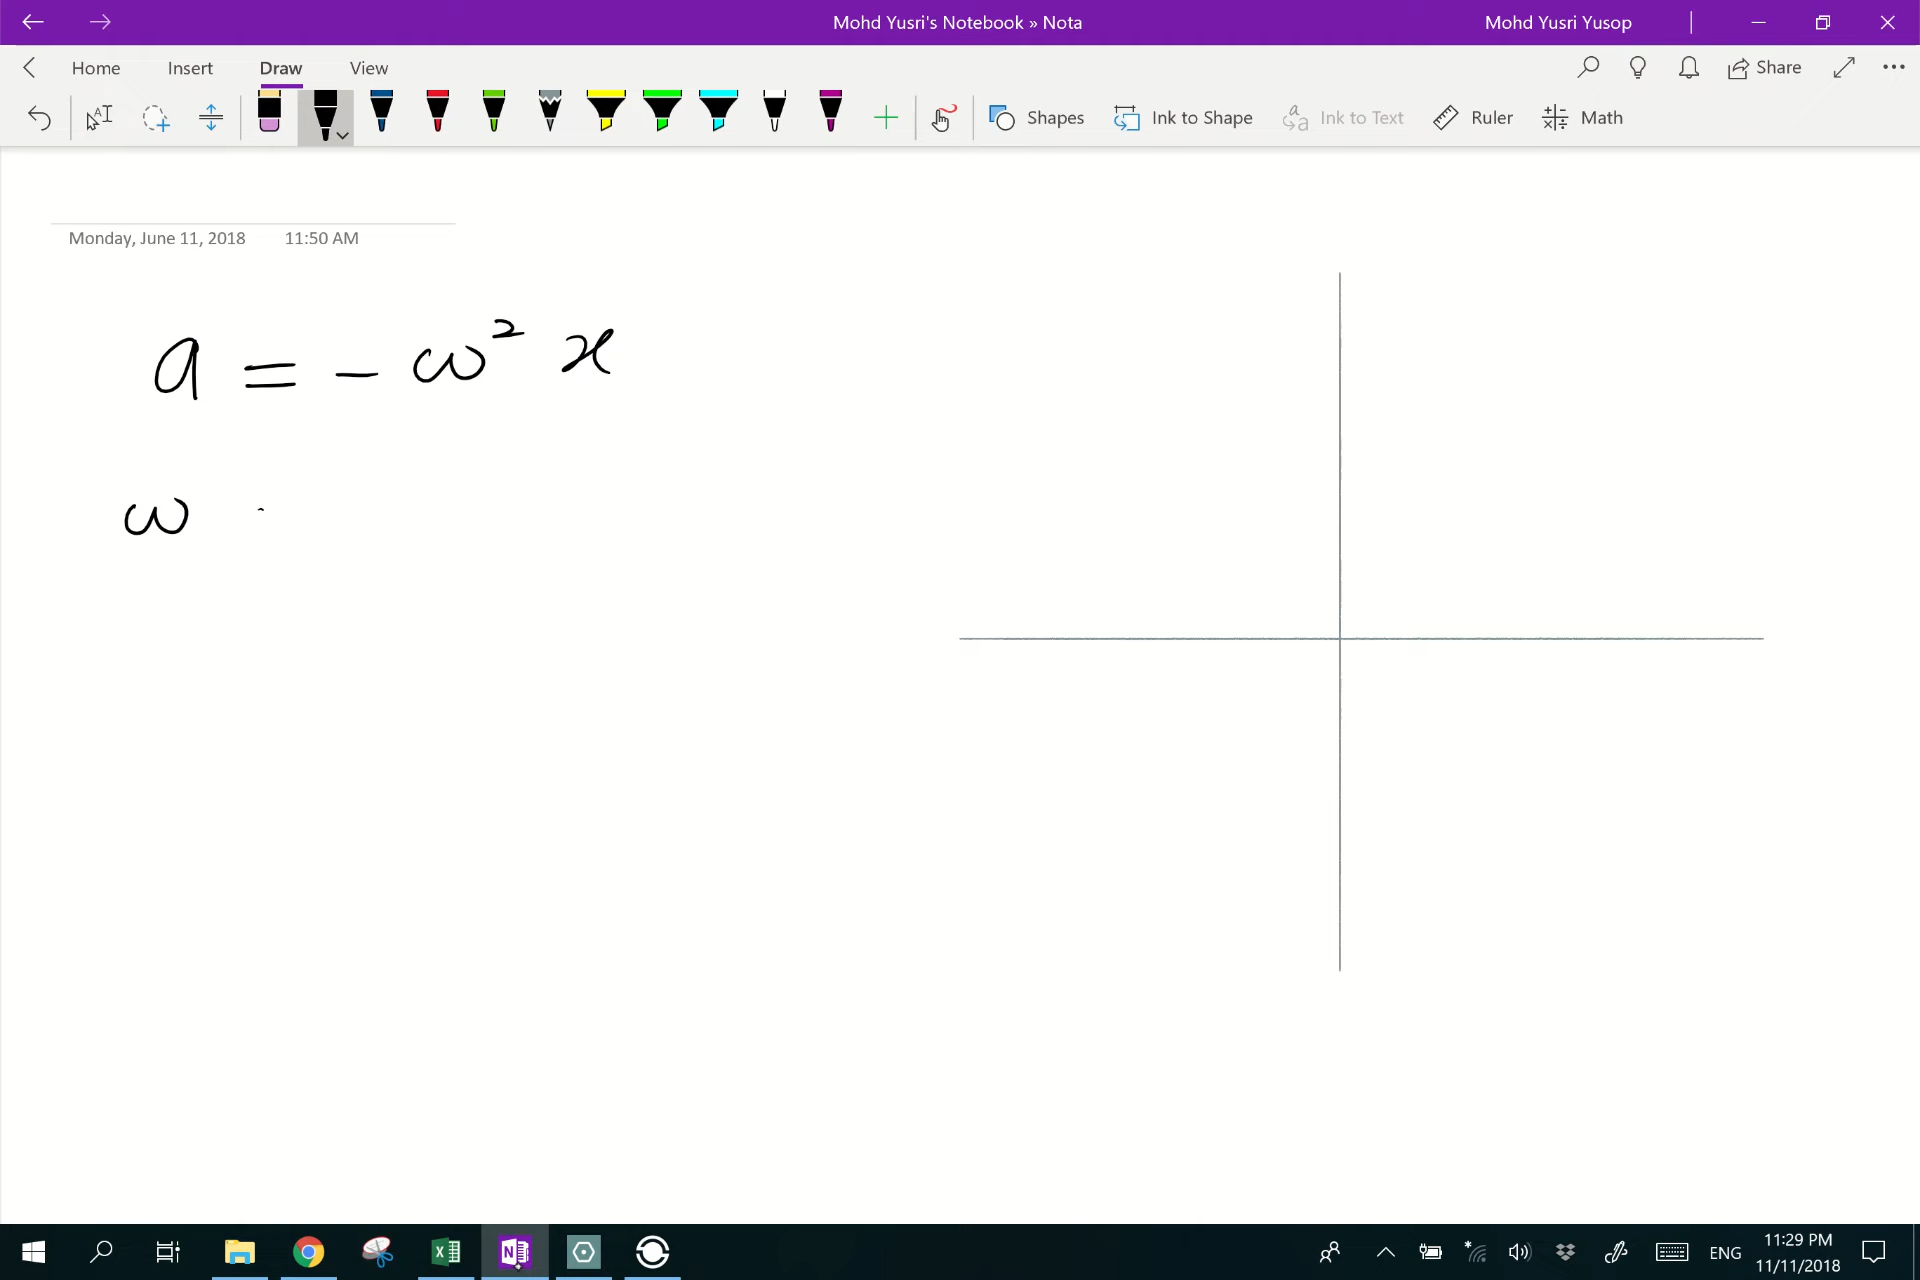 Mohd Yusri's Notebook » Nota
Mohd Yusri Yusop
Home Insert Draw View
Share
Shapes Ink to Shape Ink to Text Ruler Math
Monday, June 11, 2018 11:50 AM
a = - ω² x
ω
ENG
11:29 PM
11/11/2018